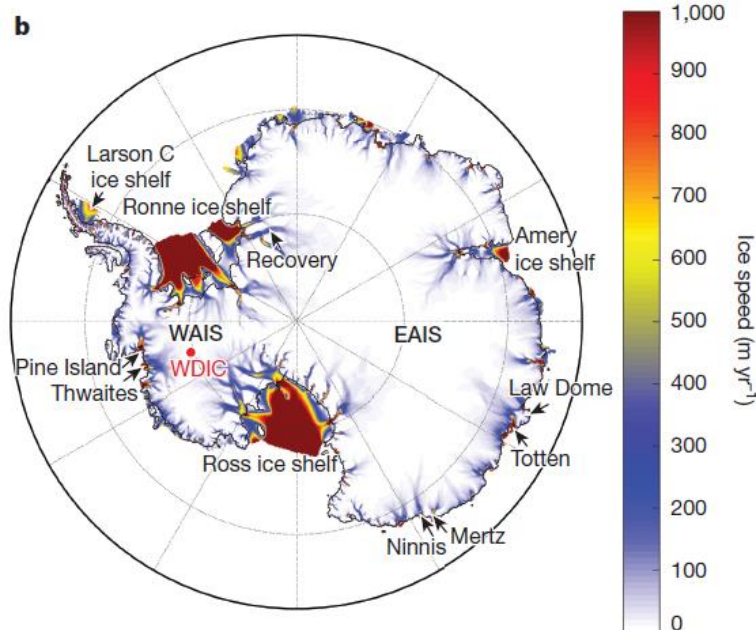 b
Larson C
ice shelf
Ronne ice shelf
Recovery
Amery
ice shelf
WAIS
EAIS
WDIC
Pine Island
Thwaites
Law Dome
Totten
Ross ice shelf
Mertz
Ninnis
1,000
900
800
700
600
500
400
300
200
100
0
Ice speed (m yr⁻¹)